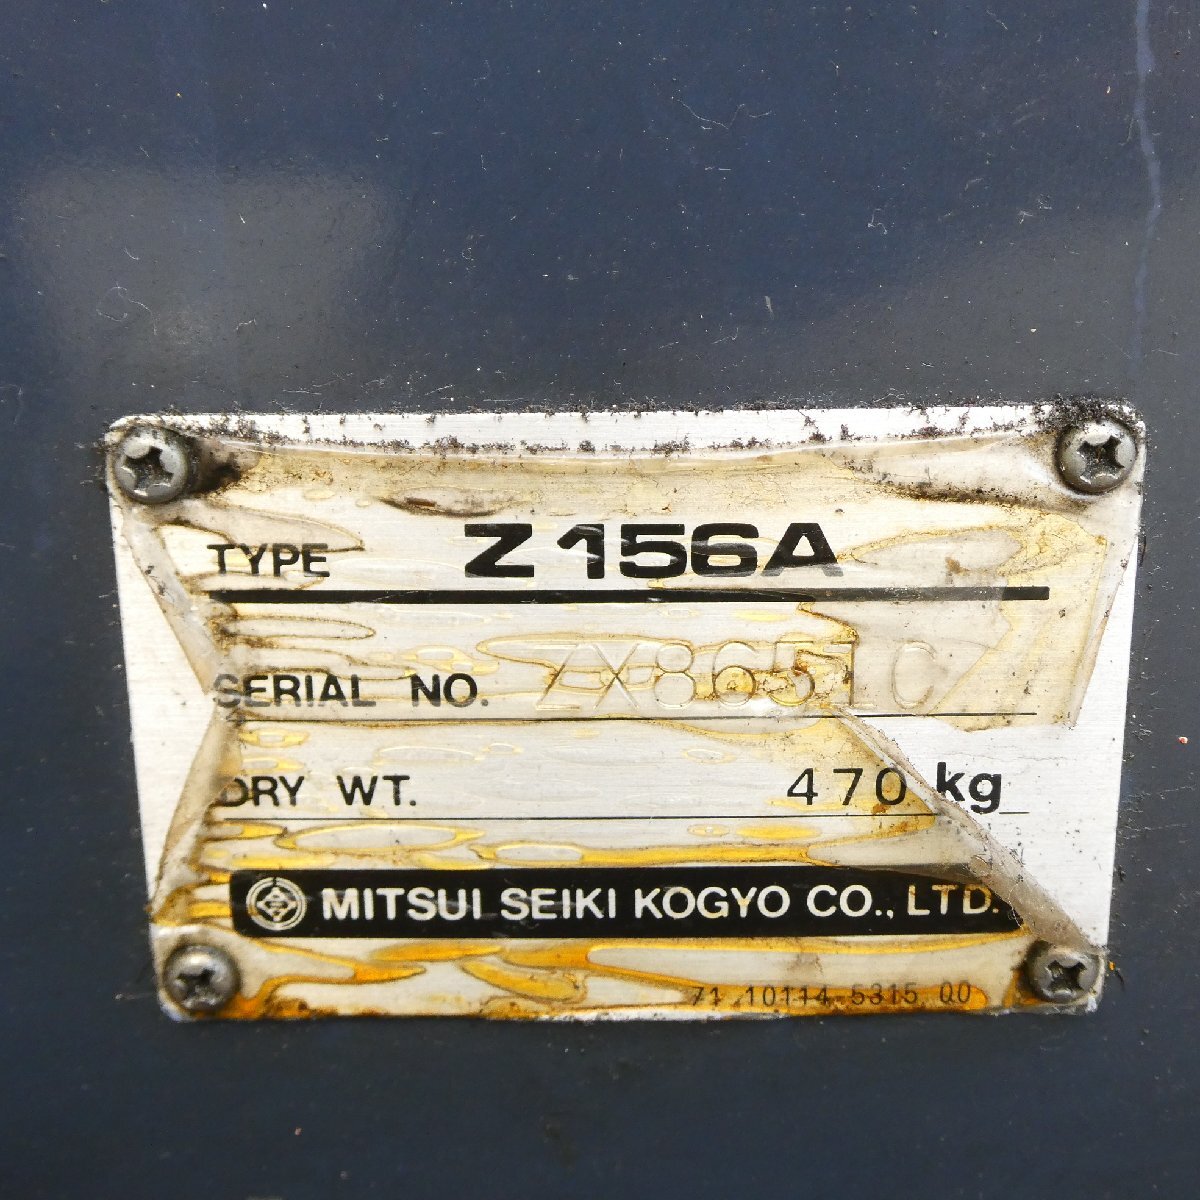 TYPE Z156A
SERIAL NO. ZX8651C
DRY WT. 470 kg
MITSUI SEIKI KOGYO CO., LTD.
71 10114-5315 00